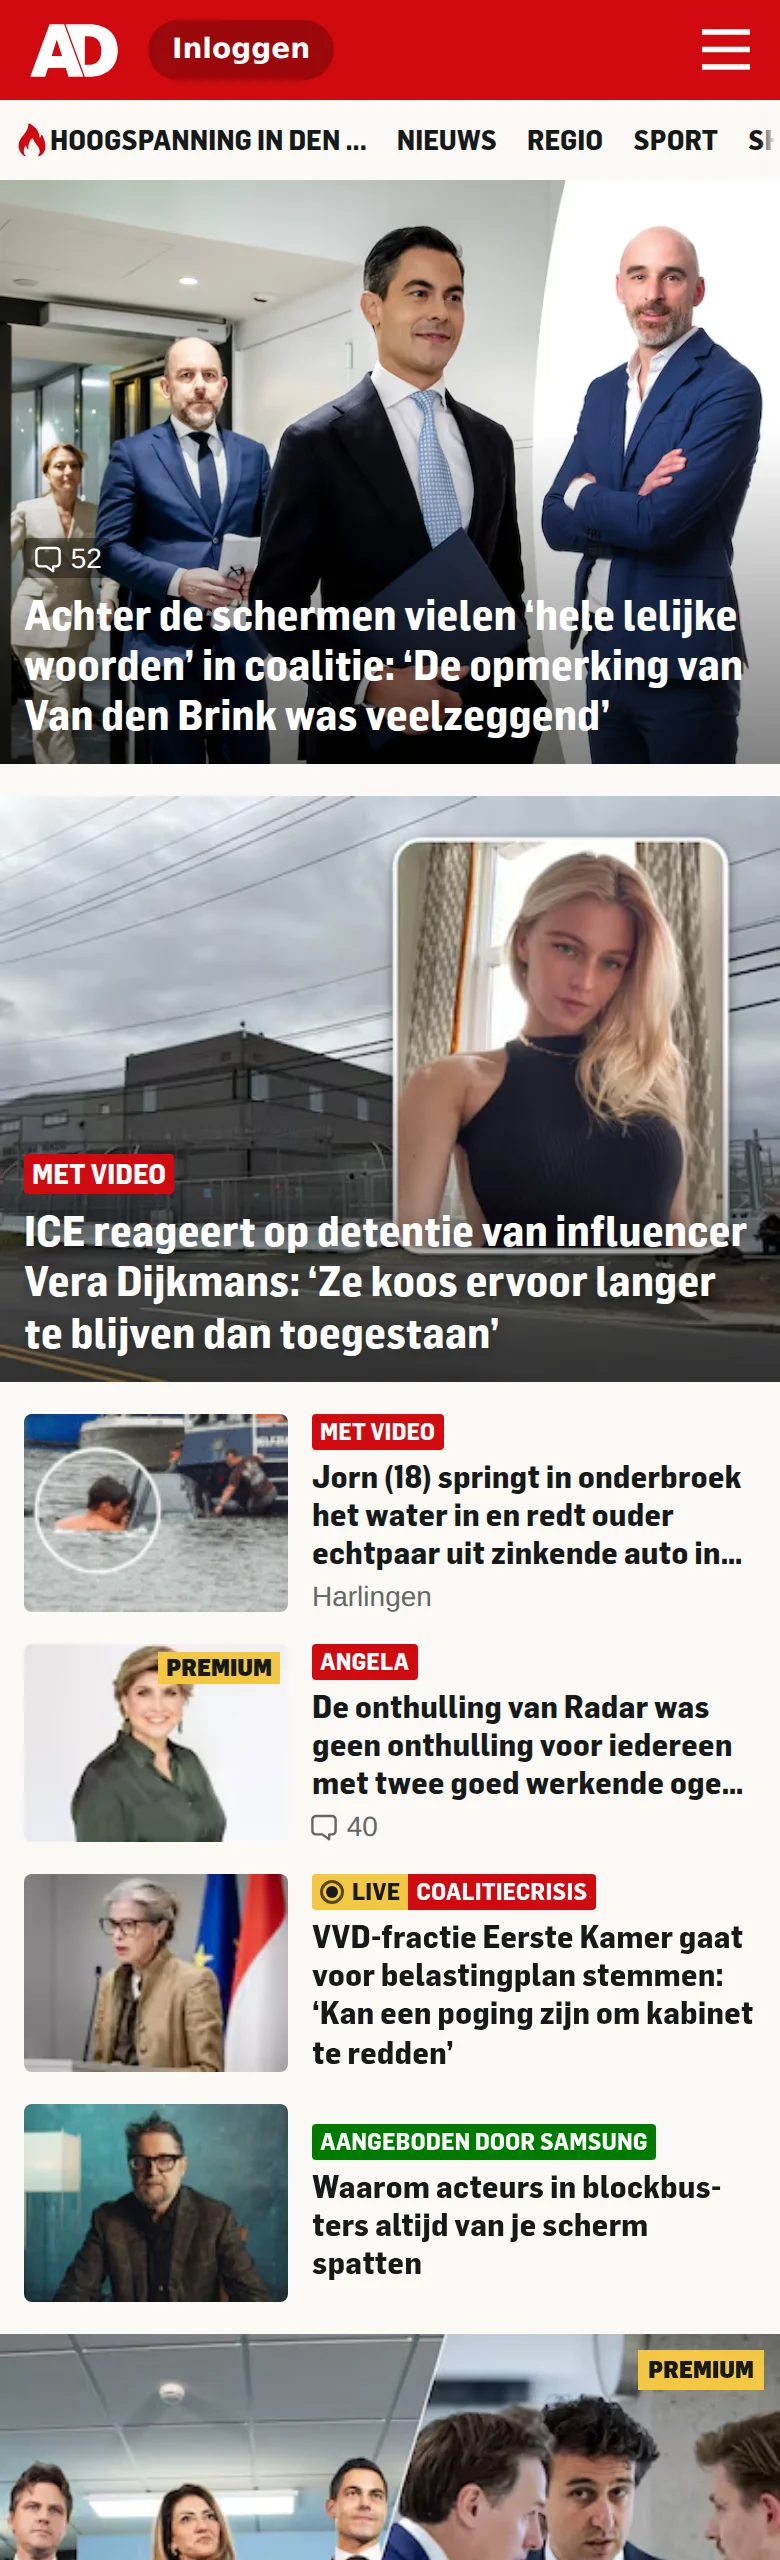 AD
Inloggen
HOOGSPANNING IN DEN ...
NIEUWS
REGIO
SPORT
52
Achter de schermen vielen ‘hele lelijke
woorden’ in coalitie: ‘De opmerking van
Van den Brink was veelzeggend’
MET VIDEO
ICE reageert op detentie van influencer
Vera Dijkmans: ‘Ze koos ervoor langer
te blijven dan toegestaan’
MET VIDEO
Jorn (18) springt in onderbroek
het water in en redt ouder
echtpaar uit zinkende auto in...
Harlingen
PREMIUM
ANGELA
De onthulling van Radar was
geen onthulling voor iedereen
met twee goed werkende oge...
40
LIVE COALITIECRISIS
VVD-fractie Eerste Kamer gaat
voor belastingplan stemmen:
‘Kan een poging zijn om kabinet
te redden’
AANGEBODEN DOOR SAMSUNG
Waarom acteurs in blockbus-
ters altijd van je scherm
spatten
PREMIUM